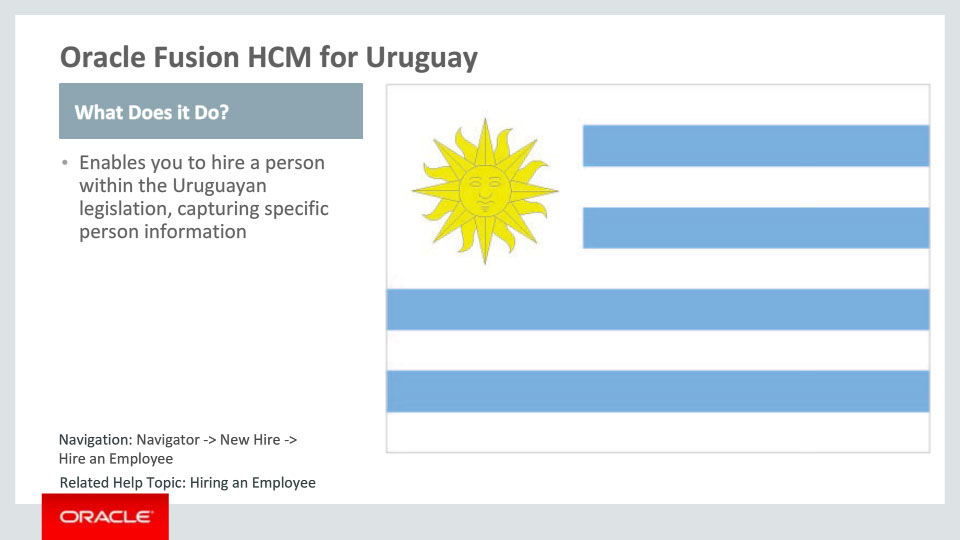 Oracle Fusion HCM for Uruguay
What Does it Do?
• Enables you to hire a person
within the Uruguayan
legislation, capturing specific
person information
Navigation: Navigator -> New Hire ->
Hire an Employee
Related Help Topic: Hiring an Employee
ORACLE